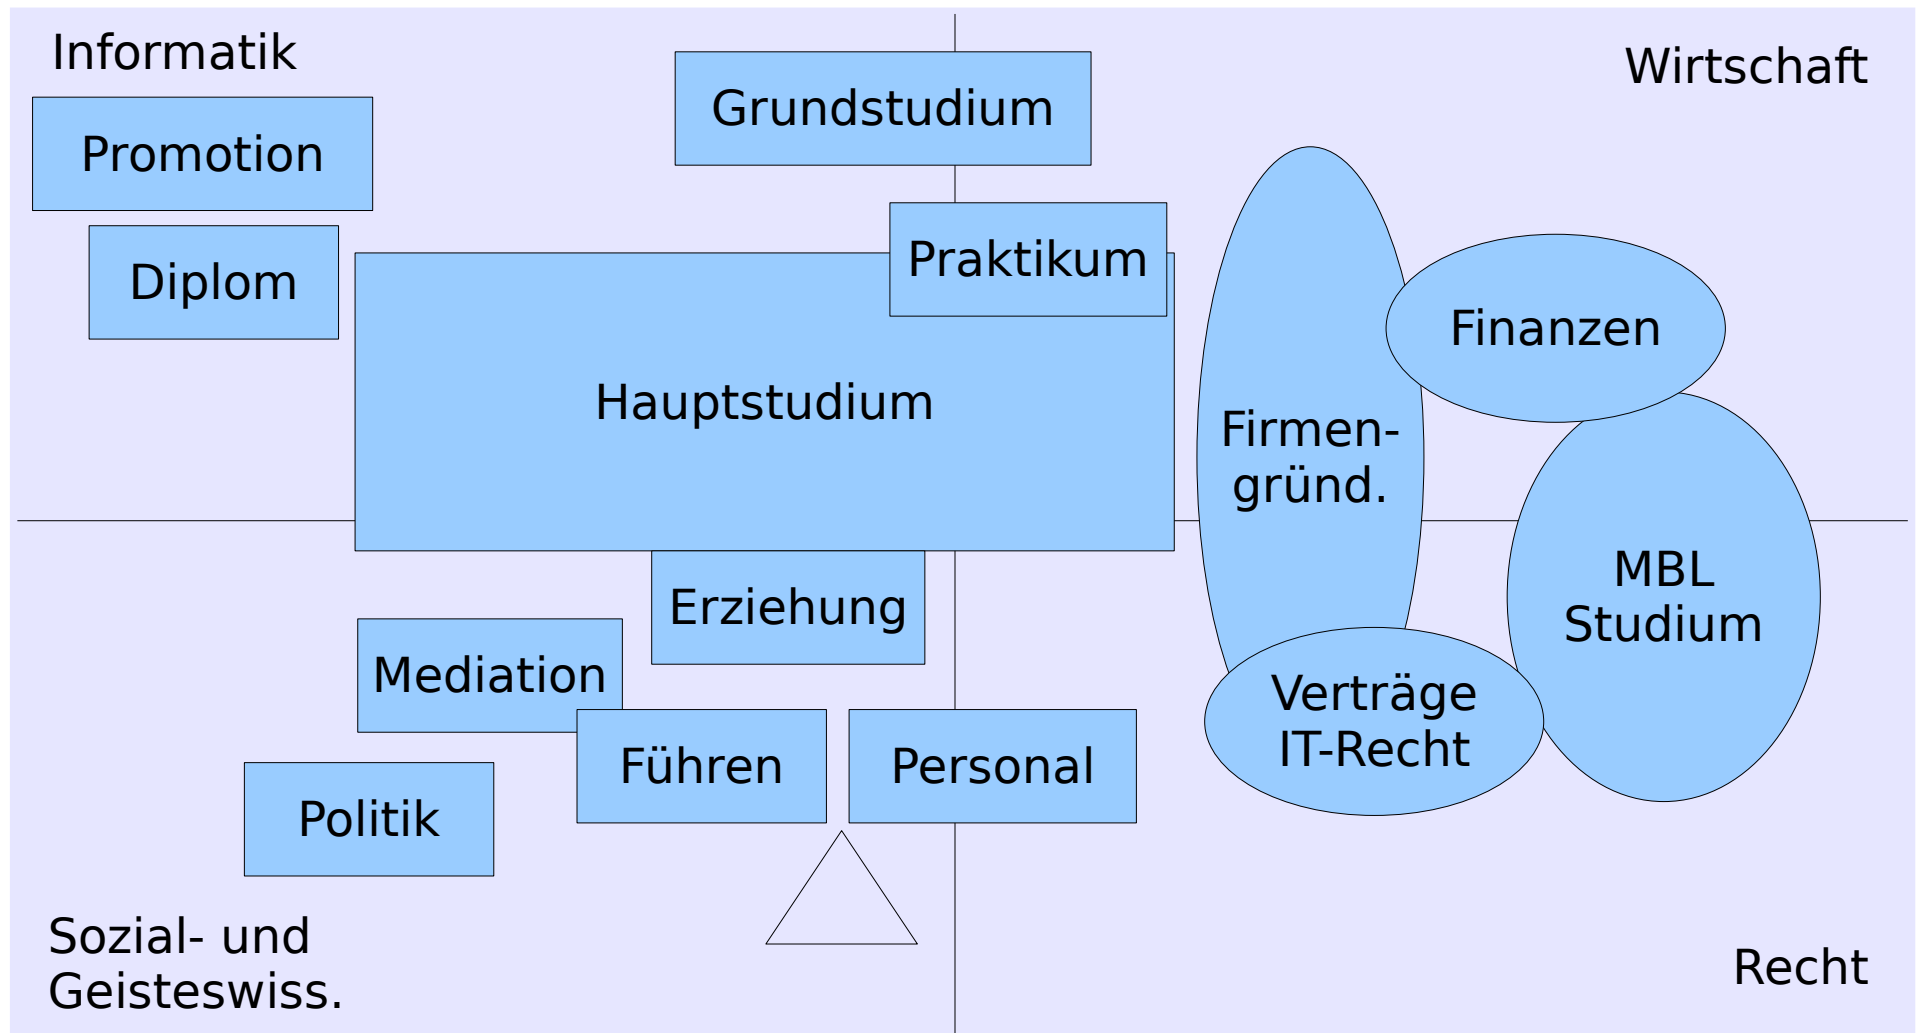 Informatik
Wirtschaft
Grundstudium
Promotion
Praktikum
Diplom
Finanzen
Hauptstudium
Firmen-
gründ.
MBL
Studium
Erziehung
Mediation
Verträge
IT-Recht
Führen
Personal
Politik
Sozial- und
Geisteswiss.
Recht